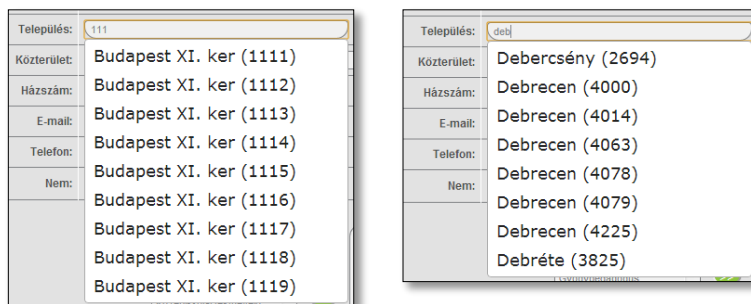 Település:
111
Közterület:
Budapest XI. ker (1111)
Budapest XI. ker (1112)
Házszám:
Budapest XI. ker (1113)
E-mail:
Budapest XI. ker (1114)
Telefon:
Budapest XI. ker (1115)
Nem:
Budapest XI. ker (1116)
Budapest XI. ker (1117)
Budapest XI. ker (1118)
Budapest XI. ker (1119)
Település:
deb
Közterület:
Debercsény (2694)
Házszám:
Debrecen (4000)
Debrecen (4014)
E-mail:
Debrecen (4063)
Telefon:
Debrecen (4078)
Nem:
Debrecen (4079)
Debrecen (4225)
Debréte (3825)